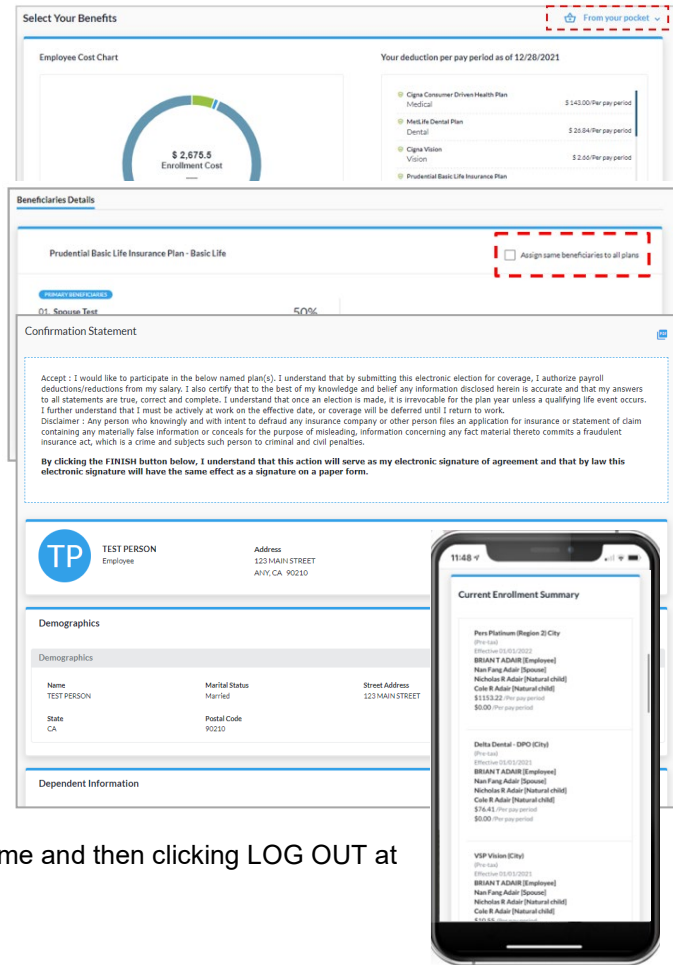 Select Your Benefits
From your pocket
Employee Cost Chart
Your deduction per pay period as of 12/28/2021
$ 2,675.5
Enrollment Cost
Cigna Consumer Driven Health Plan
Medical
$ 143.00/Per pay period
MetLife Dental Plan
Dental
$ 26.84/Per pay period
Cigna Vision
Vision
$ 2.66/Per pay period
Prudential Basic Life Insurance Plan
Beneficiaries Details
Prudential Basic Life Insurance Plan - Basic Life
Assign same beneficiaries to all plans
PRIMARY BENEFICIARIES
01. Spouse Test
50%
Confirmation Statement
Accept : I would like to participate in the below named plan(s). I understand that by submitting this electronic election for coverage, I authorize payroll
deductions/reductions from my salary. I also certify that to the best of my knowledge and belief any information disclosed herein is accurate and that my answers
to all statements are true, correct and complete. I understand that once an election is made, it is irrevocable for the plan year unless a qualifying life event occurs.
I further understand that I must be actively at work on the effective date, or coverage will be deferred until I return to work.
Disclaimer : Any person who knowingly and with intent to defraud any insurance company or other person files an application for insurance or statement of claim
containing any materially false information or conceals for the purpose of misleading, information concerning any fact material thereto commits a fraudulent
insurance act, which is a crime and subjects such person to criminal and civil penalties.
By clicking the FINISH button below, I understand that this action will serve as my electronic signature of agreement and that by law this
electronic signature will have the same effect as a signature on a paper form.
TP
TEST PERSON
Employee
Address
123 MAIN STREET
ANY, CA 90210
Demographics
Demographics
Name
TEST PERSON
Marital Status
Married
Street Address
123 MAIN STREET
State
CA
Postal Code
90210
Dependent Information
11:48
Current Enrollment Summary
Pers Platinum (Region 2) City
(Pre-tax)
Effective 01/01/2022
BRIAN T ADAIR [Employee]
Nan Fang Adair [Spouse]
Nicholas R Adair [Natural child]
Cole R Adair [Natural child]
$1153.22 /Per pay period
$0.00 /Per pay period
Delta Dental - DPO (City)
(Pre-tax)
Effective 01/01/2021
BRIAN T ADAIR [Employee]
Nan Fang Adair [Spouse]
Nicholas R Adair [Natural child]
Cole R Adair [Natural child]
$76.41 /Per pay period
$0.00 /Per pay period
VSP Vision (City)
(Pre-tax)
Effective 01/01/2021
BRIAN T ADAIR [Employee]
Nan Fang Adair [Spouse]
Nicholas R Adair [Natural child]
Cole R Adair [Natural child]
$10.55 /Per pay period
me and then clicking LOG OUT at